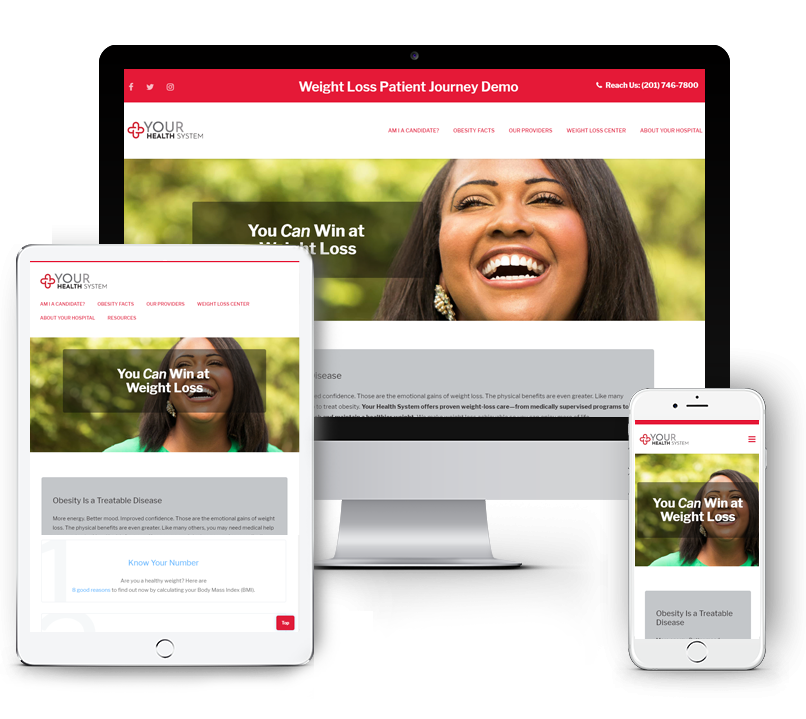 Weight Loss Patient Journey Demo
Reach Us: (201) 746-7800
YOUR
HEALTH SYSTEM
AM I A CANDIDATE?
OBESITY FACTS
OUR PROVIDERS
WEIGHT LOSS CENTER
ABOUT YOUR HOSPITAL
You Can Win at
Weight Loss
isease
ed confidence. Those are the emotional gains of weight loss. The physical benefits are even greater. Like many
to treat obesity. Your Health System offers proven weight-loss care—from medically supervised programs to
YOUR
HEALTH SYSTEM
AM I A CANDIDATE?
OBESITY FACTS
OUR PROVIDERS
WEIGHT LOSS CENTER
ABOUT YOUR HOSPITAL
RESOURCES
You Can Win at
Weight Loss
Obesity Is a Treatable Disease
More energy. Better mood. Improved confidence. Those are the emotional gains of weight
loss. The physical benefits are even greater. Like many others, you may need medical help
1
Know Your Number
Are you a healthy weight? Here are
8 good reasons to find out now by calculating your Body Mass Index (BMI).
Top
YOUR
HEALTH SYSTEM
You Can Win at
Weight Loss
Obesity Is a Treatable
Disease